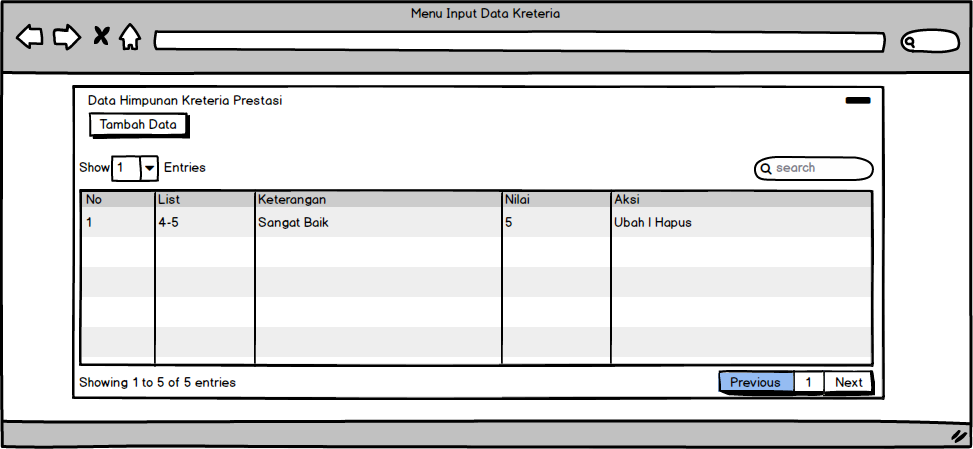 Menu Input Data Kreteria
Data Himpunan Kreteria Prestasi
Tambah Data
Show 1 Entries
search
No List Keterangan Nilai Aksi
1 4-5 Sangat Baik 5 Ubah | Hapus
Showing 1 to 5 of 5 entries
Previous 1 Next